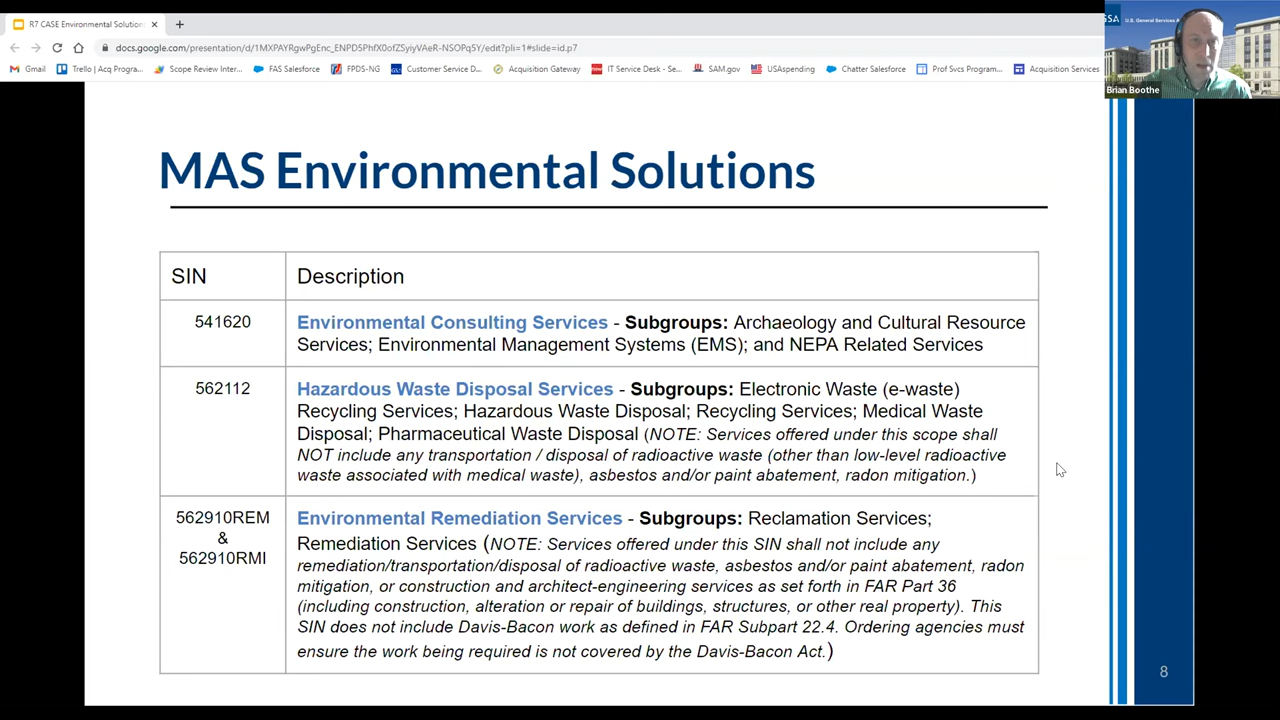 R7 CASE Environmental Solution
docs.google.com/presentation/d/1MXPAYRgwPgEnc_ENPD5PhfX0ofZSyiyVAeR-NSOPq5Y/edit?pli=1#slide=id.p7
Gmail
Trello | Acq Progra...
Scope Review Inter...
FAS Salesforce
FPDS-NG
Customer Service D...
Acquisition Gateway
IT Service Desk - Se...
SAM.gov
USAspending
Chatter Salesforce
Prof Svcs Program...
Acquisition Services
GSA U.S. General Services A
Brian Boothe
MAS Environmental Solutions
SIN Description
541620 Environmental Consulting Services - Subgroups: Archaeology and Cultural Resource
Services; Environmental Management Systems (EMS); and NEPA Related Services
562112 Hazardous Waste Disposal Services - Subgroups: Electronic Waste (e-waste)
Recycling Services; Hazardous Waste Disposal; Recycling Services; Medical Waste
Disposal; Pharmaceutical Waste Disposal (NOTE: Services offered under this scope shall
NOT include any transportation / disposal of radioactive waste (other than low-level radioactive
waste associated with medical waste), asbestos and/or paint abatement, radon mitigation.)
562910REM
&
562910RMI
Environmental Remediation Services - Subgroups: Reclamation Services;
Remediation Services (NOTE: Services offered under this SIN shall not include any
remediation/transportation/disposal of radioactive waste, asbestos and/or paint abatement, radon
mitigation, or construction and architect-engineering services as set forth in FAR Part 36
(including construction, alteration or repair of buildings, structures, or other real property). This
SIN does not include Davis-Bacon work as defined in FAR Subpart 22.4. Ordering agencies must
ensure the work being required is not covered by the Davis-Bacon Act.)
8